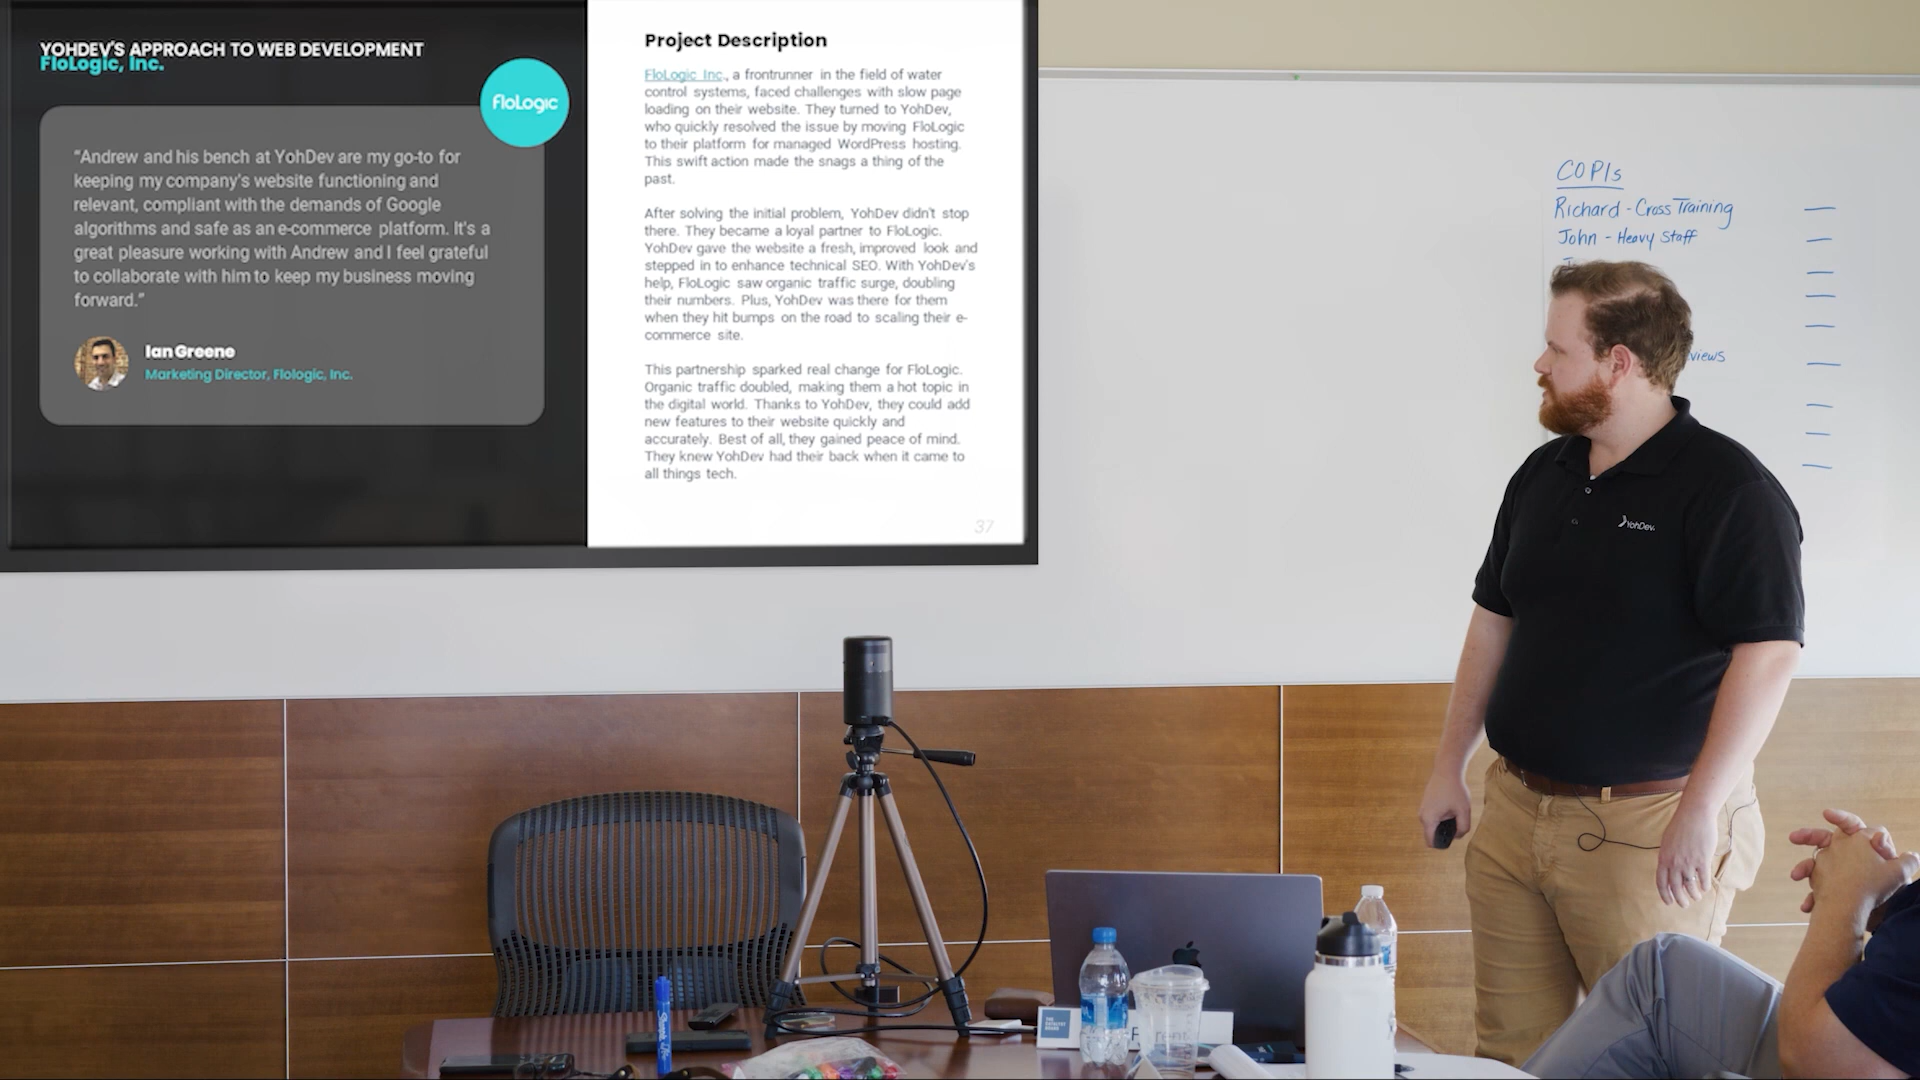 YOHDEV'S APPROACH TO WEB DEVELOPMENT
FloLogic, Inc.
FloLogic
“Andrew and his bench at YohDev are my go-to for
keeping my company's website functioning and
relevant, compliant with the demands of Google
algorithms and safe as an e-commerce platform. It's a
great pleasure working with Andrew and I feel grateful
to collaborate with him to keep my business moving
forward.”
Ian Greene
Marketing Director, Flologic, Inc.
Project Description
FloLogic Inc., a frontrunner in the field of water
control systems, faced challenges with slow page
loading on their website. They turned to YohDev,
who quickly resolved the issue by moving FloLogic
to their platform for managed WordPress hosting.
This swift action made the snags a thing of the
past.
After solving the initial problem, YohDev didn't stop
there. They became a loyal partner to FloLogic.
YohDev gave the website a fresh, improved look and
stepped in to enhance technical SEO. With YohDev's
help, FloLogic saw organic traffic surge, doubling
their numbers. Plus, YohDev was there for them
when they hit bumps on the road to scaling their e-
commerce site.
This partnership sparked real change for FloLogic.
Organic traffic doubled, making them a hot topic in
the digital world. Thanks to YohDev, they could add
new features to their website quickly and
accurately. Best of all, they gained peace of mind.
They knew YohDev had their back when it came to
all things tech.
37
COPIs
Richard - Cross Training
John - Heavy Staff
views
YohDev
THE
CATALYST